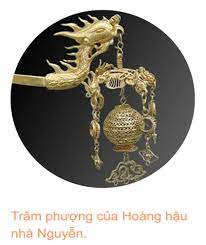 Trâm phượng của Hoàng hậu
nhà Nguyễn.